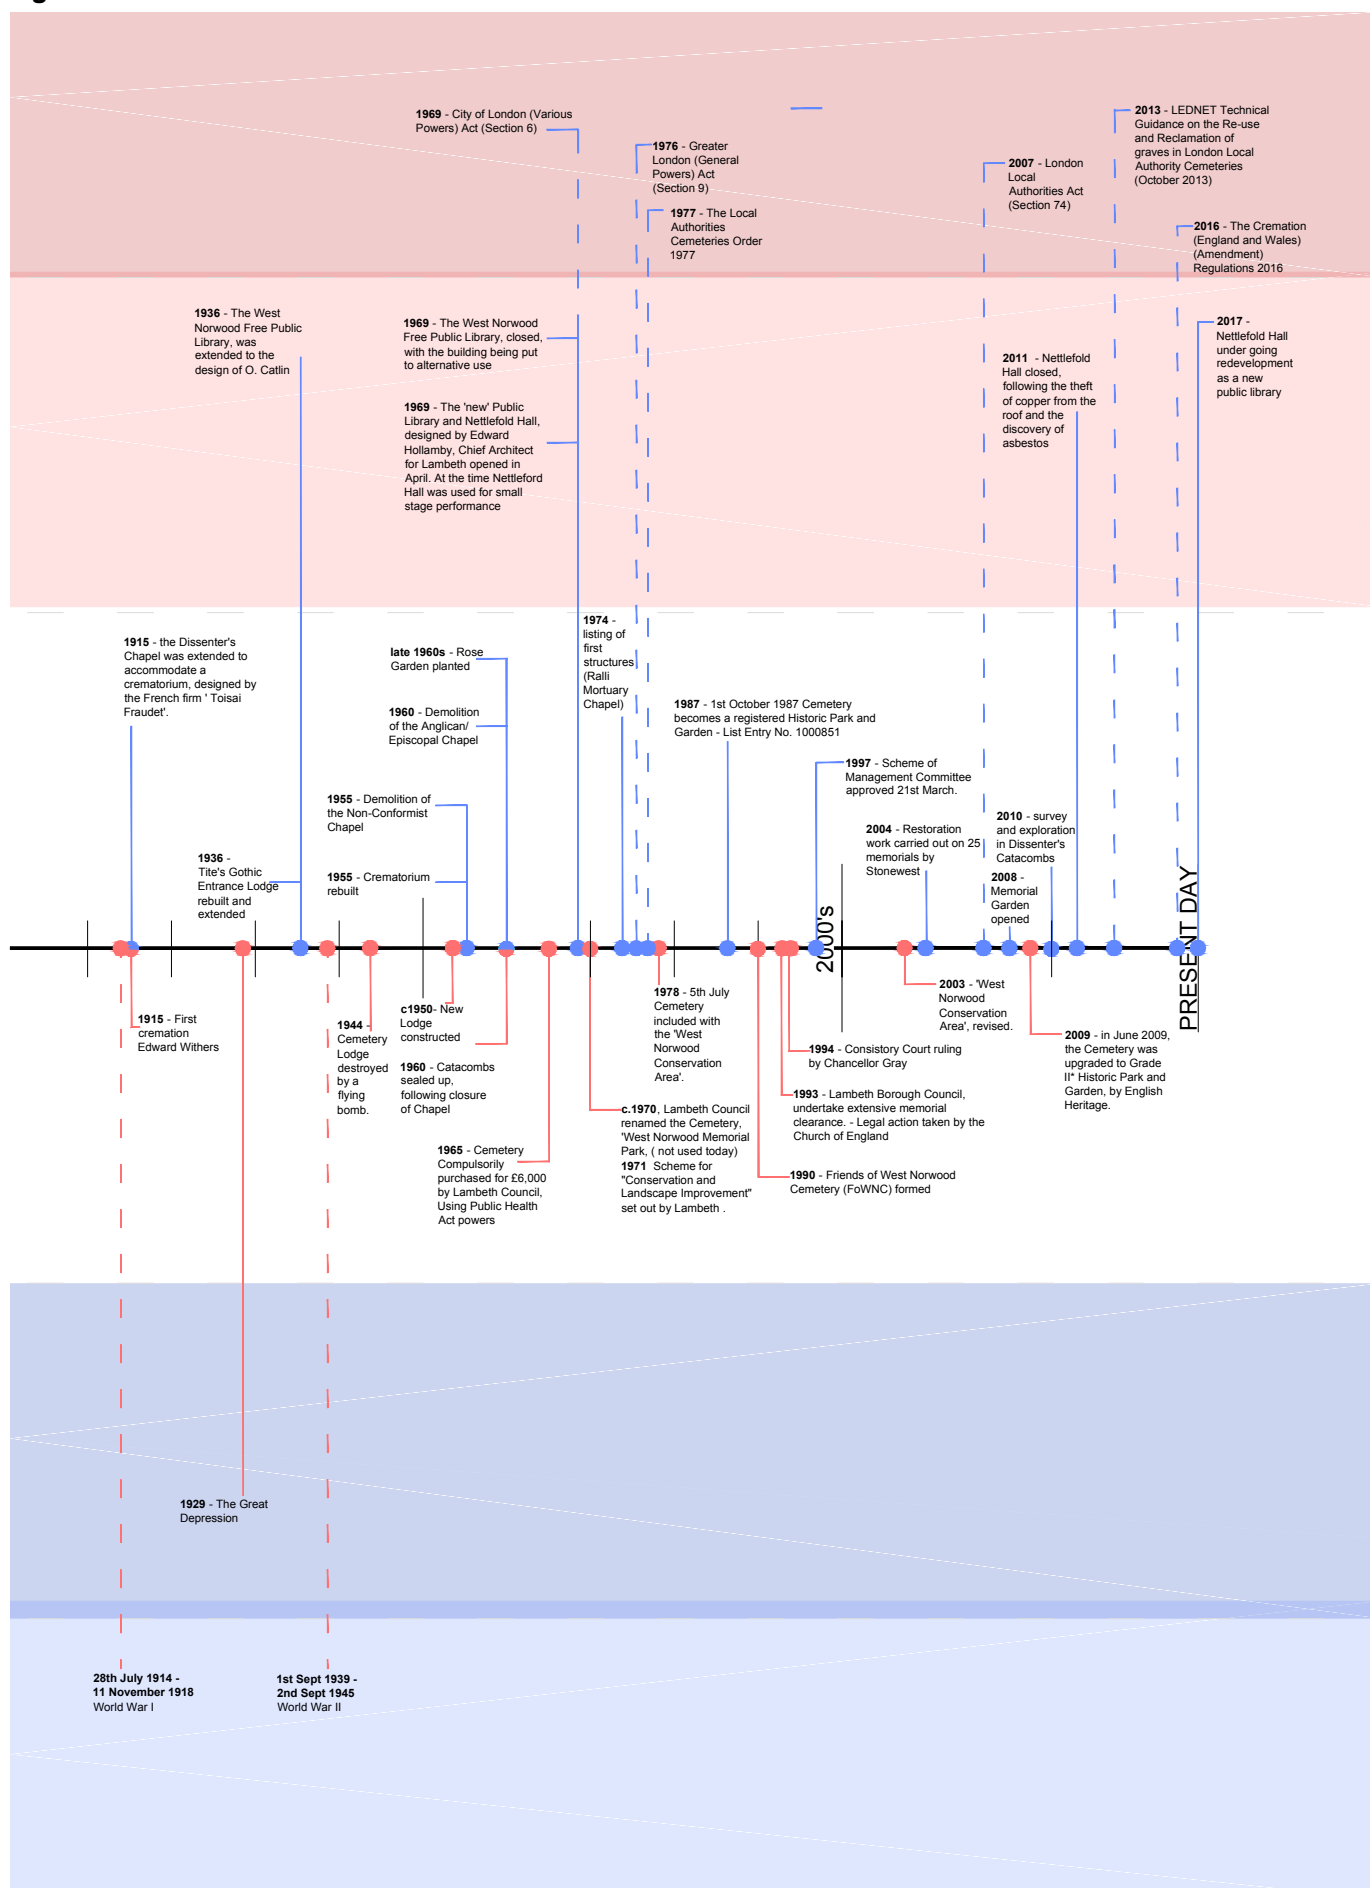 1969 - City of London (Various
Powers) Act (Section 6)
1976 - Greater
London (General
Powers) Act
(Section 9)
1977 - The Local
Authorities
Cemeteries Order
1977
2007 - London
Local
Authorities Act
(Section 74)
2013 - LEDNET Technical
Guidance on the Re-use
and Reclamation of
graves in London Local
Authority Cemeteries
(October 2013)
2016 - The Cremation
(England and Wales)
(Amendment)
Regulations 2016
1936 - The West
Norwood Free Public
Library, was
extended to the
design of O. Catlin
1969 - The West Norwood
Free Public Library, closed,
with the building being put
to alternative use
1969 - The 'new' Public
Library and Nettlefold Hall,
designed by Edward
Hollamby, Chief Architect
for Lambeth opened in
April. At the time Nettleford
Hall was used for small
stage performance
2011 - Nettlefold
Hall closed,
following the theft
of copper from the
roof and the
discovery of
asbestos
2017 -
Nettlefold Hall
under going
redevelopment
as a new
public library
1915 - the Dissenter's
Chapel was extended to
accommodate a
crematorium, designed by
the French firm ' Toisai
Fraudet'.
late 1960s - Rose
Garden planted
1960 - Demolition
of the Anglican/
Episcopal Chapel
1974 -
listing of
first
structures
(Ralli
Mortuary
Chapel)
1987 - 1st October 1987 Cemetery
becomes a registered Historic Park and
Garden - List Entry No. 1000851
1997 - Scheme of
Management Committee
approved 21st March.
1955 - Demolition of
the Non-Conformist
Chapel
1955 - Crematorium
rebuilt
1936 -
Tite's Gothic
Entrance Lodge
rebuilt and
extended
2004 - Restoration
work carried out on 25
memorials by
Stonewest
2010 - survey
and exploration
in Dissenter's
Catacombs
2008 -
Memorial
Garden
opened
2000's
PRESENT DAY
1915 - First
cremation
Edward Withers
1944 -
Cemetery
Lodge
destroyed
by a
flying
bomb.
c1950- New
Lodge
constructed
1960 - Catacombs
sealed up,
following closure
of Chapel
1965 - Cemetery
Compulsorily
purchased for £6,000
by Lambeth Council,
Using Public Health
Act powers
1978 - 5th July
Cemetery
included with
the 'West
Norwood
Conservation
Area'.
c.1970, Lambeth Council
renamed the Cemetery,
'West Norwood Memorial
Park, ( not used today)
1971 Scheme for
"Conservation and
Landscape Improvement"
set out by Lambeth .
2003 - 'West
Norwood
Conservation
Area', revised.
1994 - Consistory Court ruling
by Chancellor Gray
1993 - Lambeth Borough Council,
undertake extensive memorial
clearance. - Legal action taken by the
Church of England
1990 - Friends of West Norwood
Cemetery (FoWNC) formed
2009 - in June 2009,
the Cemetery was
upgraded to Grade
II* Historic Park and
Garden, by English
Heritage.
1929 - The Great
Depression
28th July 1914 -
11 November 1918
World War I
1st Sept 1939 -
2nd Sept 1945
World War II